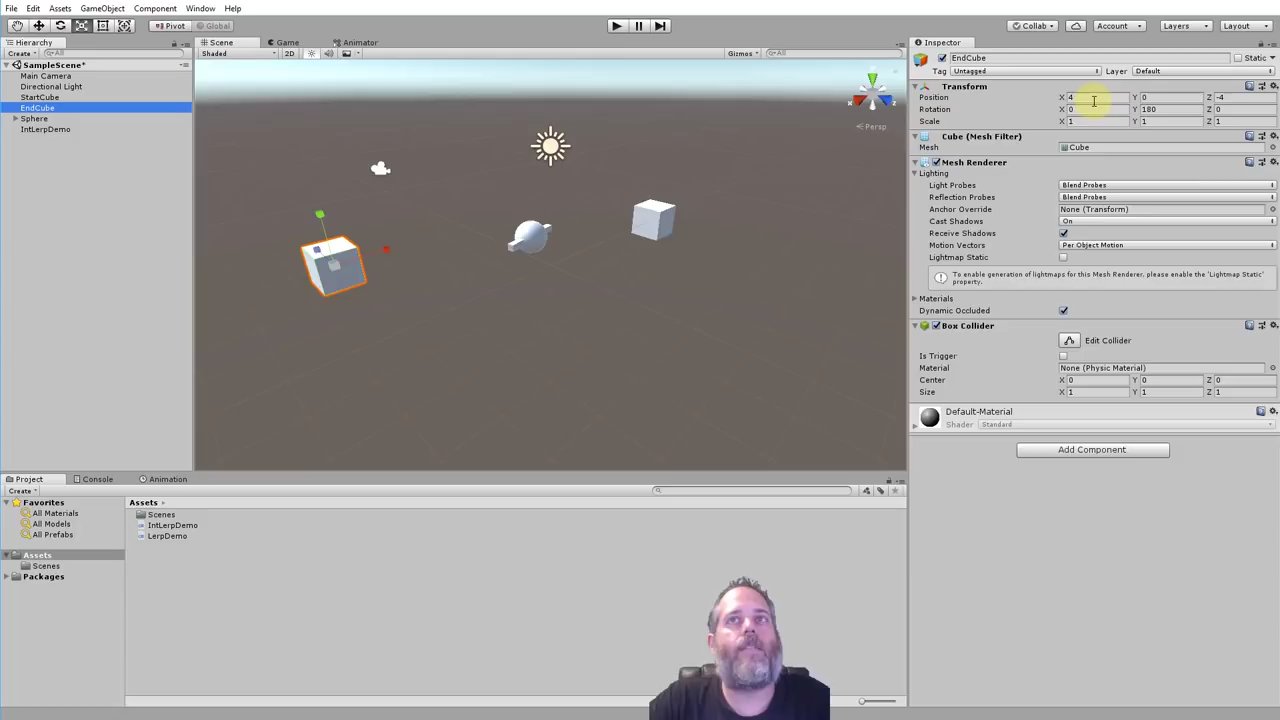 File Edit Assets GameObject Component Window Help
Pivot Global Collab Account Layers Layout
Hierarchy Scene Game Animator Inspector
Create All Shaded 2D Gizmos All
EndCube Static
Tag Untagged Layer Default
SampleScene*
Main Camera
Directional Light
StartCube
EndCube
Sphere
IntLerpDemo
y
x z
Persp
Transform
Position X 4 Y 0 Z -4
Rotation X 0 Y 180 Z 0
Scale X 1 Y 1 Z 1
Cube (Mesh Filter)
Mesh Cube
Mesh Renderer
Lighting
Light Probes Blend Probes
Reflection Probes Blend Probes
Anchor Override None (Transform)
Cast Shadows On
Receive Shadows
Motion Vectors Per Object Motion
Lightmap Static
To enable generation of lightmaps for this Mesh Renderer, please enable the 'Lightmap Static'
property.
Materials
Dynamic Occluded
Box Collider
Edit Collider
Is Trigger
Material None (Physic Material)
Center X 0 Y 0 Z 0
Size X 1 Y 1 Z 1
Default-Material
Shader Standard
Add Component
Project Console Animation
Create
Favorites
All Materials
All Models
All Prefabs
Assets
Scenes
Packages
Assets
Scenes
IntLerpDemo
LerpDemo